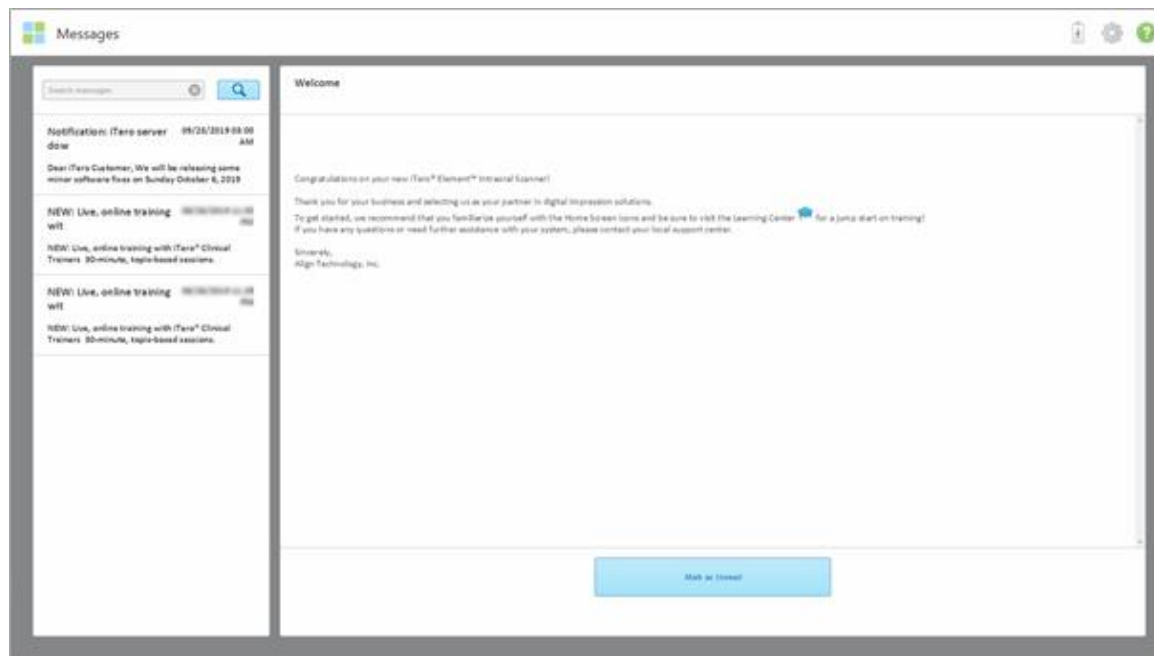 Messages
Search messages
Notification: iTero server 09/28/2019 03:00
dow AM
Dear iTero Customer, We will be releasing some
minor software fixes on Sunday October 6, 2019
NEW: Live, online training
wit
NEW: Live, online training with iTero® Clinical
Trainers 30-minute, topic-based sessions.
NEW: Live, online training
wit
NEW: Live, online training with iTero® Clinical
Trainers 30-minute, topic-based sessions.
Welcome
Congratulations on your new iTero® Element™ Intraoral Scanner!
Thank you for your business and selecting us as your partner in digital impression solutions.
To get started, we recommend that you familiarize yourself with the Home Screen icons and be sure to visit the Learning Center for a jump start on training!
If you have any questions or need further assistance with your system, please contact your local support center.
Sincerely,
Align Technology, Inc.
Mark as Unread